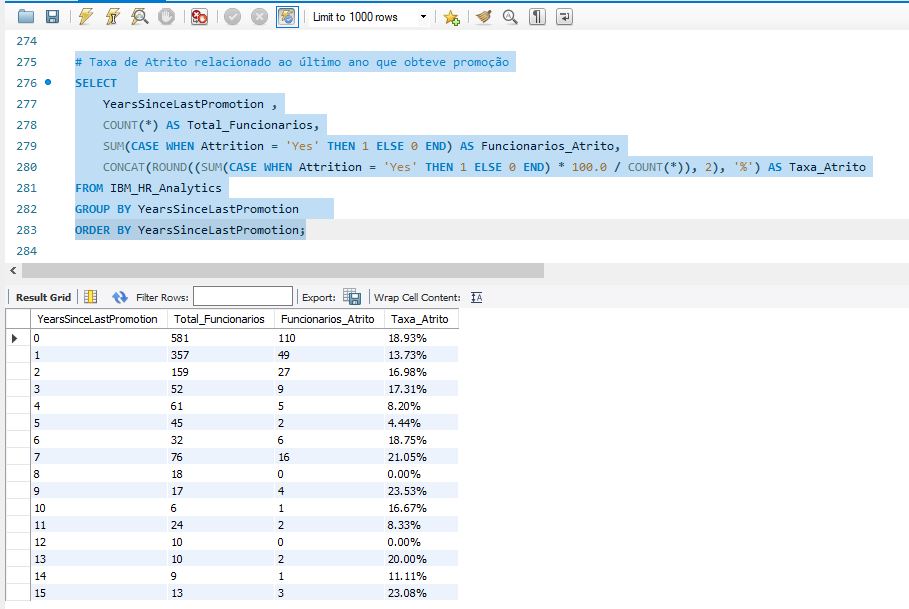 Limit to 1000 rows
274
275 # Taxa de Atrito relacionado ao último ano que obteve promoção
276 SELECT
277 YearsSinceLastPromotion ,
278 COUNT(*) AS Total_Funcionarios,
279 SUM(CASE WHEN Attrition = 'Yes' THEN 1 ELSE 0 END) AS Funcionarios_Atrito,
280 CONCAT(ROUND((SUM(CASE WHEN Attrition = 'Yes' THEN 1 ELSE 0 END) * 100.0 / COUNT(*)), 2), '%') AS Taxa_Atrito
281 FROM IBM_HR_Analytics
282 GROUP BY YearsSinceLastPromotion
283 ORDER BY YearsSinceLastPromotion;
284
Result Grid Filter Rows: Export: Wrap Cell Content: IA
YearsSinceLastPromotion Total_Funcionarios Funcionarios_Atrito Taxa_Atrito
0 581 110 18.93%
1 357 49 13.73%
2 159 27 16.98%
3 52 9 17.31%
4 61 5 8.20%
5 45 2 4.44%
6 32 6 18.75%
7 76 16 21.05%
8 18 0 0.00%
9 17 4 23.53%
10 6 1 16.67%
11 24 2 8.33%
12 10 0 0.00%
13 10 2 20.00%
14 9 1 11.11%
15 13 3 23.08%